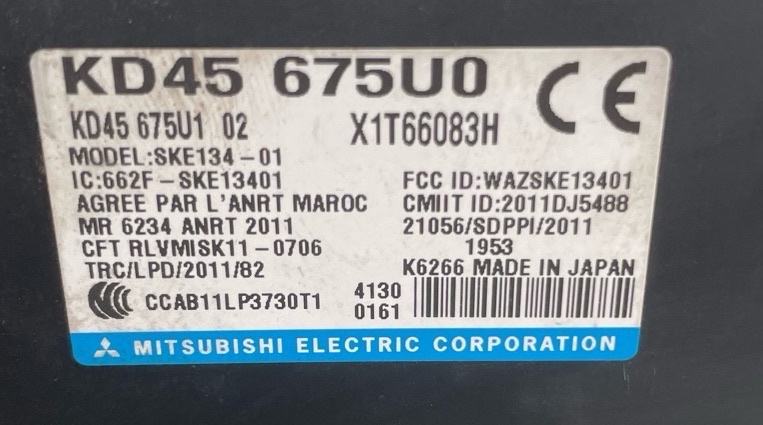 KD45 675U0
CE
KD45 675U1 02 X1T66083H
MODEL:SKE134-01
IC:662F-SKE13401 FCC ID:WAZSKE13401
AGREE PAR L'ANRT MAROC CMIIT ID:2011DJ5488
MR 6234 ANRT 2011 21056/SDPPI/2011
CFT RLVMISK11-0706 1953
TRC/LPD/2011/82 K6266 MADE IN JAPAN
CCC CCAB11LP3730T1 4130
0161
MITSUBISHI ELECTRIC CORPORATION